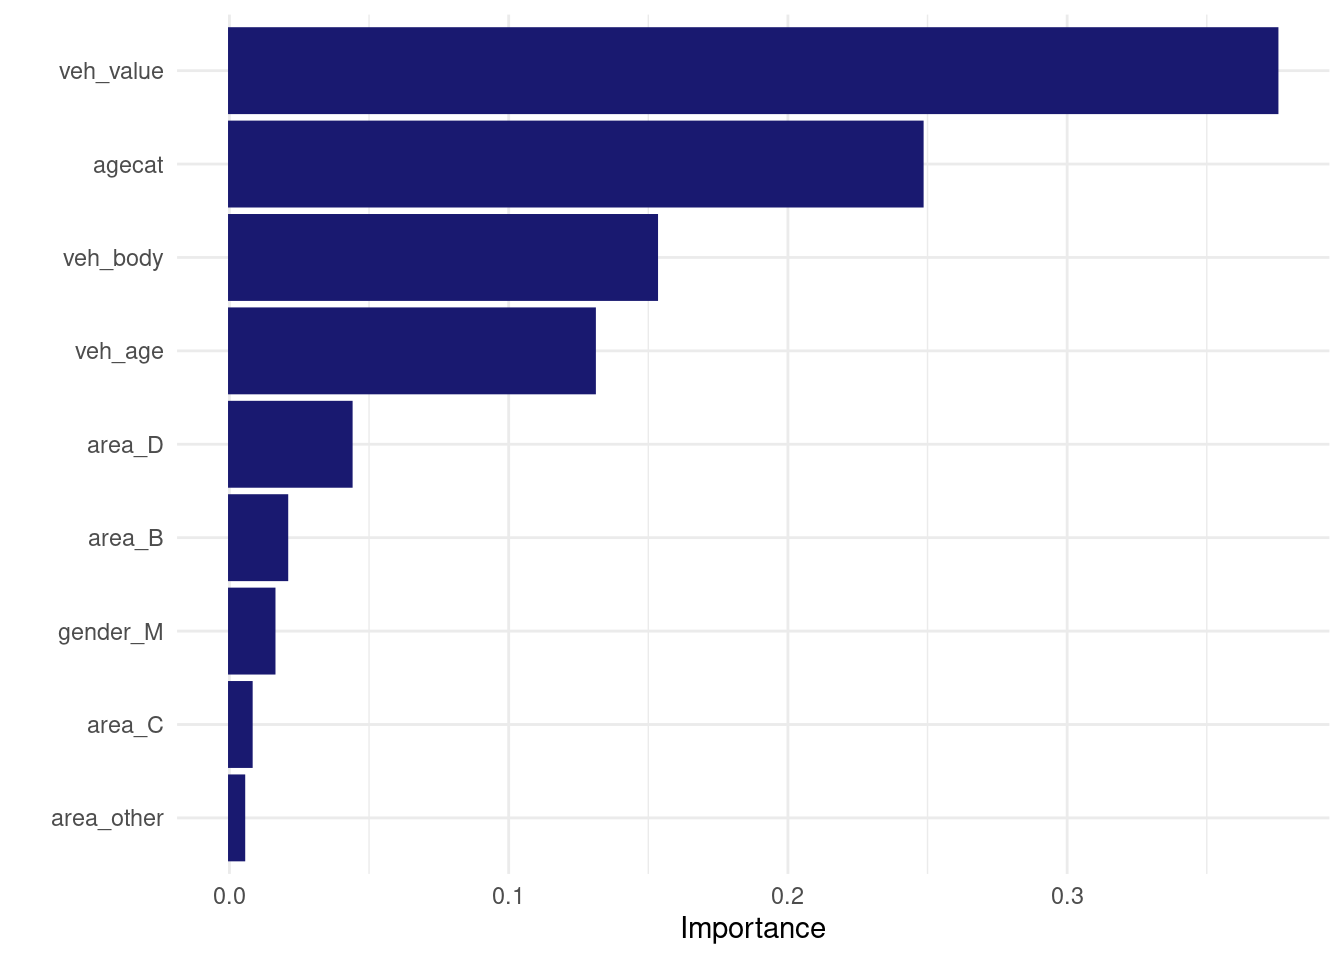 veh_value
agecat
veh_body
veh_age
area_D
area_B
gender_M
area_C
area_other
0.0 0.1 0.2 0.3
Importance